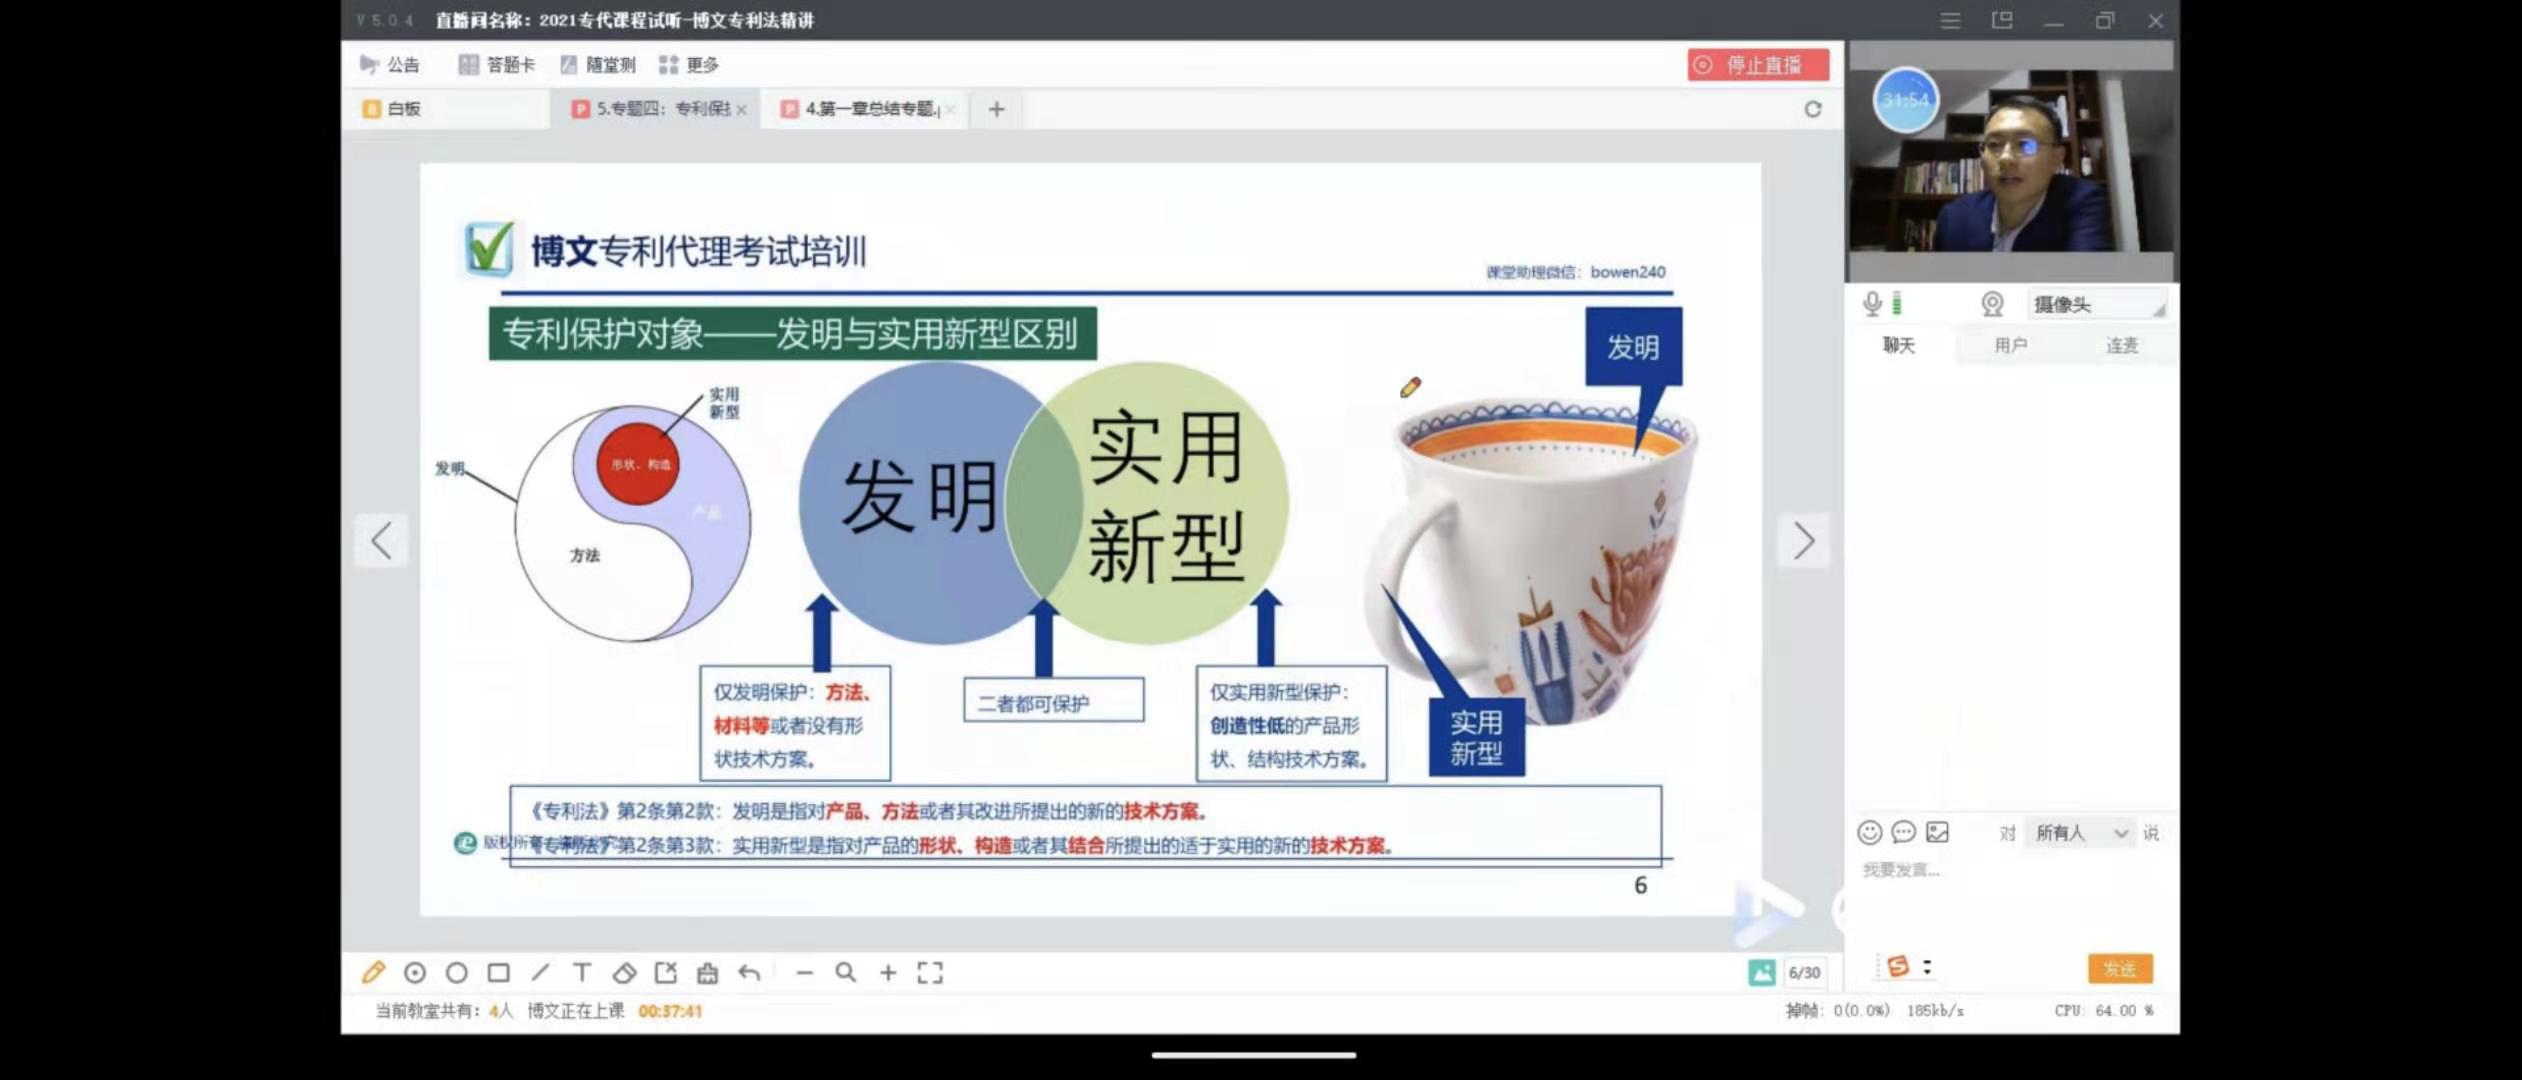 V 5.0.4 直播间名称：2021专代课程试听-博文专利法精讲
公告 答题卡 随堂测 更多 停止直播
白板 5.专题四：专利保 4.第一章总结专题.
31:54
博文专利代理考试培训
课堂助理微信：bowen240
专利保护对象——发明与实用新型区别
实用
新型
发明
形状、构造
产品
方法
发明
实用
新型
发明
实用
新型
仅发明保护：方法、
材料等或者没有形
状技术方案。
二者都可保护
仅实用新型保护：
创造性低的产品形
状、结构技术方案。
《专利法》第2条第2款：发明是指对产品、方法或者其改进所提出的新的技术方案。
《专利法》第2条第3款：实用新型是指对产品的形状、构造或者其结合所提出的适于实用的新的技术方案。
版权所有
6
摄像头
聊天 用户 连麦
对 所有人 说
我要发言...
发送
6/30
当前教室共有：4人 博文正在上课 00:37:41
掉帧：0(0.0%) 185kb/s CPU: 64.00 %